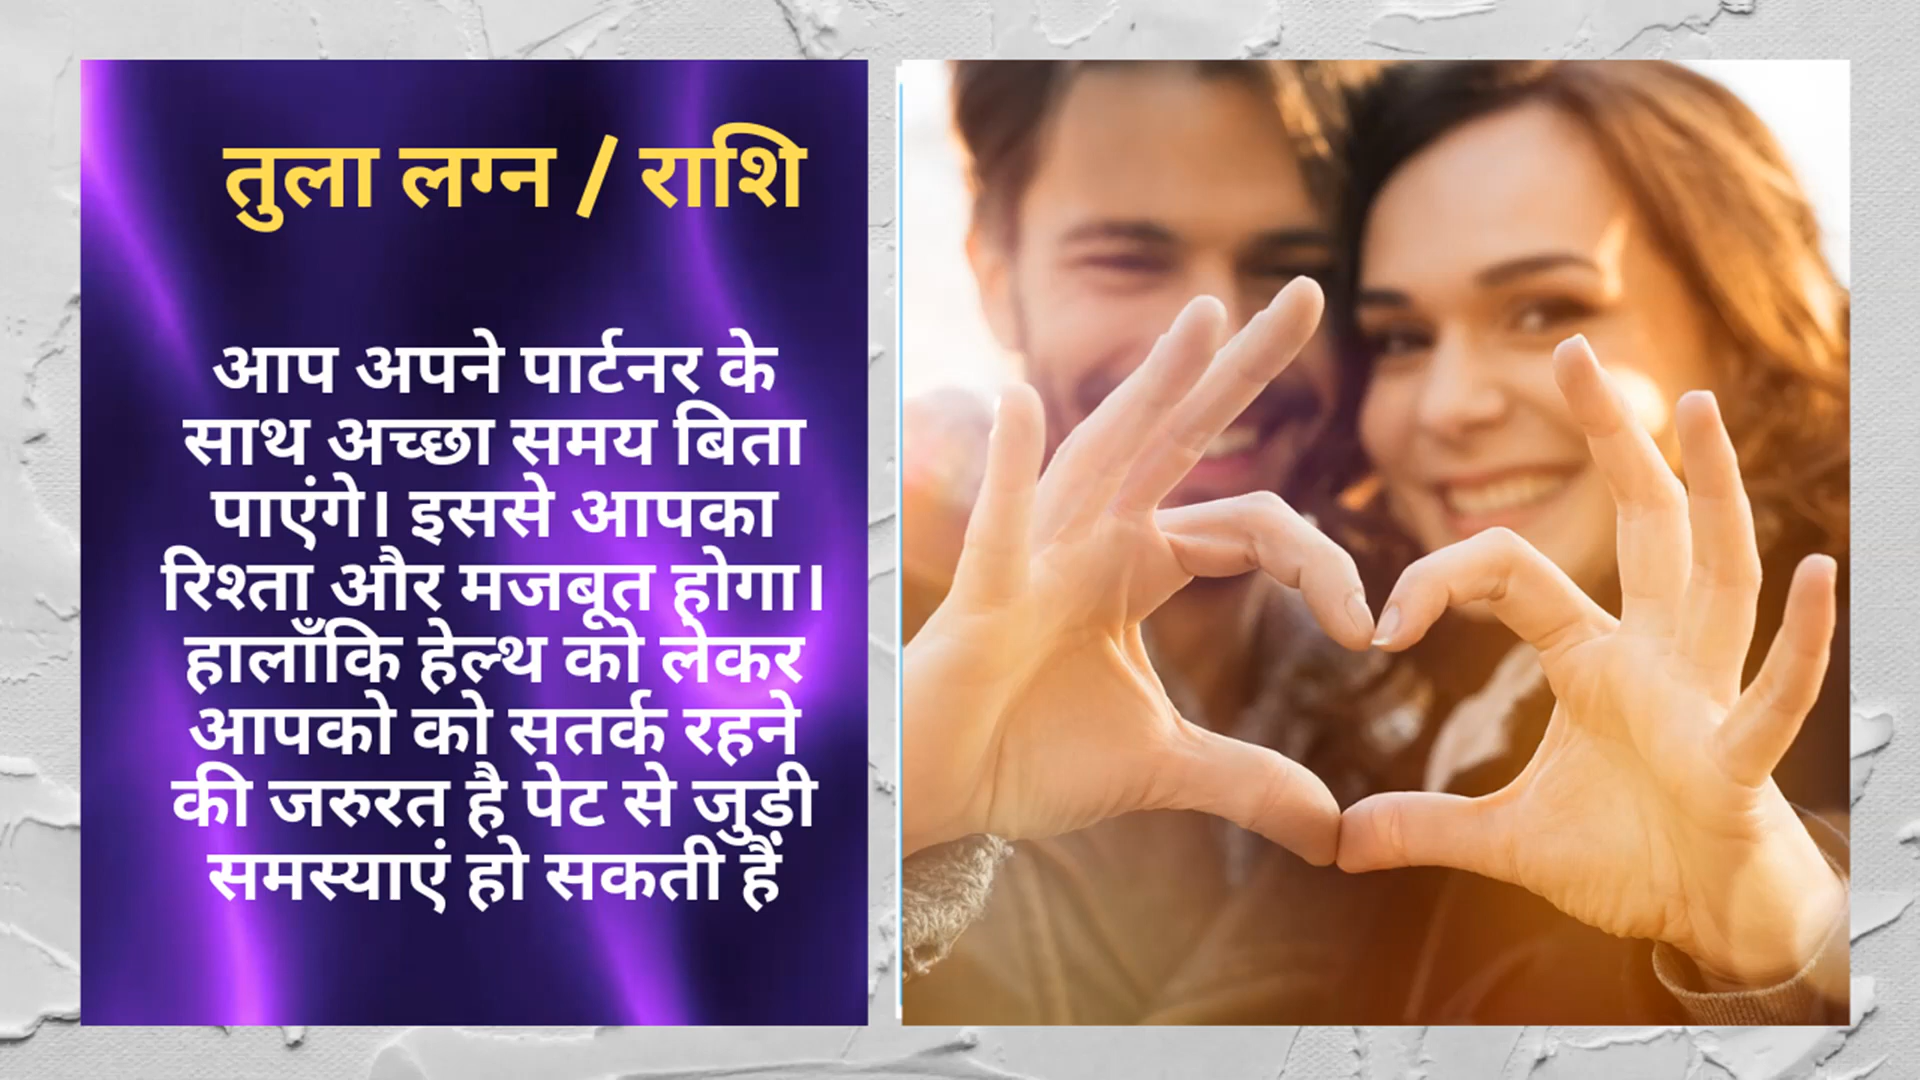 तुला लग्न / राशि
आप अपने पार्टनर के
साथ अच्छा समय बिता
पाएंगे। इससे आपका
रिश्ता और मजबूत होगा।
हालाँकि हेल्थ को लेकर
आपको को सतर्क रहने
की जरुरत है पेट से जुड़ी
समस्याएं हो सकती हैं